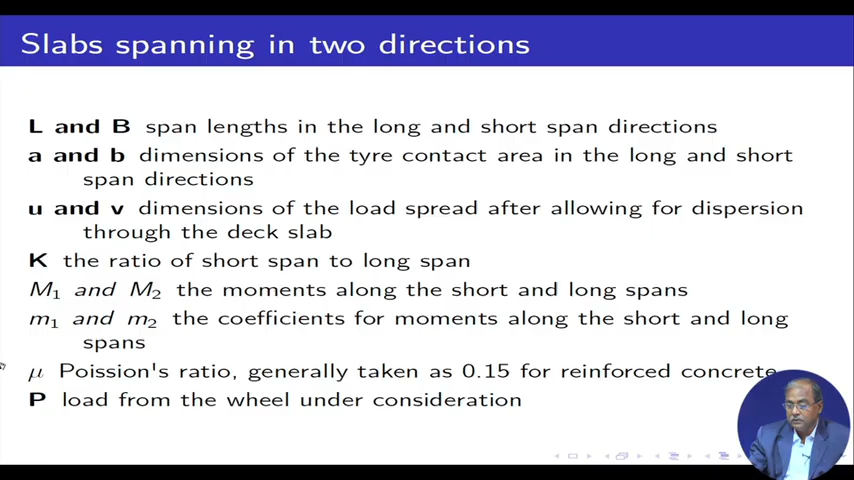 Slabs spanning in two directions
L and B span lengths in the long and short span directions
a and b dimensions of the tyre contact area in the long and short
span directions
u and v dimensions of the load spread after allowing for dispersion
through the deck slab
K the ratio of short span to long span
M₁ and M₂ the moments along the short and long spans
m₁ and m₂ the coefficients for moments along the short and long
spans
μ Poission's ratio, generally taken as 0.15 for reinforced concrete
P load from the wheel under consideration